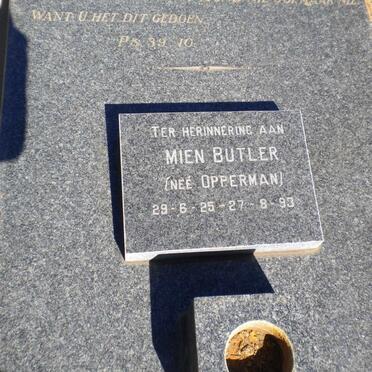 WANT U HET DIT GEDOEN.
PS. 39:10.
TER HERINNERING AAN
MIEN BUTLER
(NEÉ OPPERMAN)
29-6-25-27-8-93